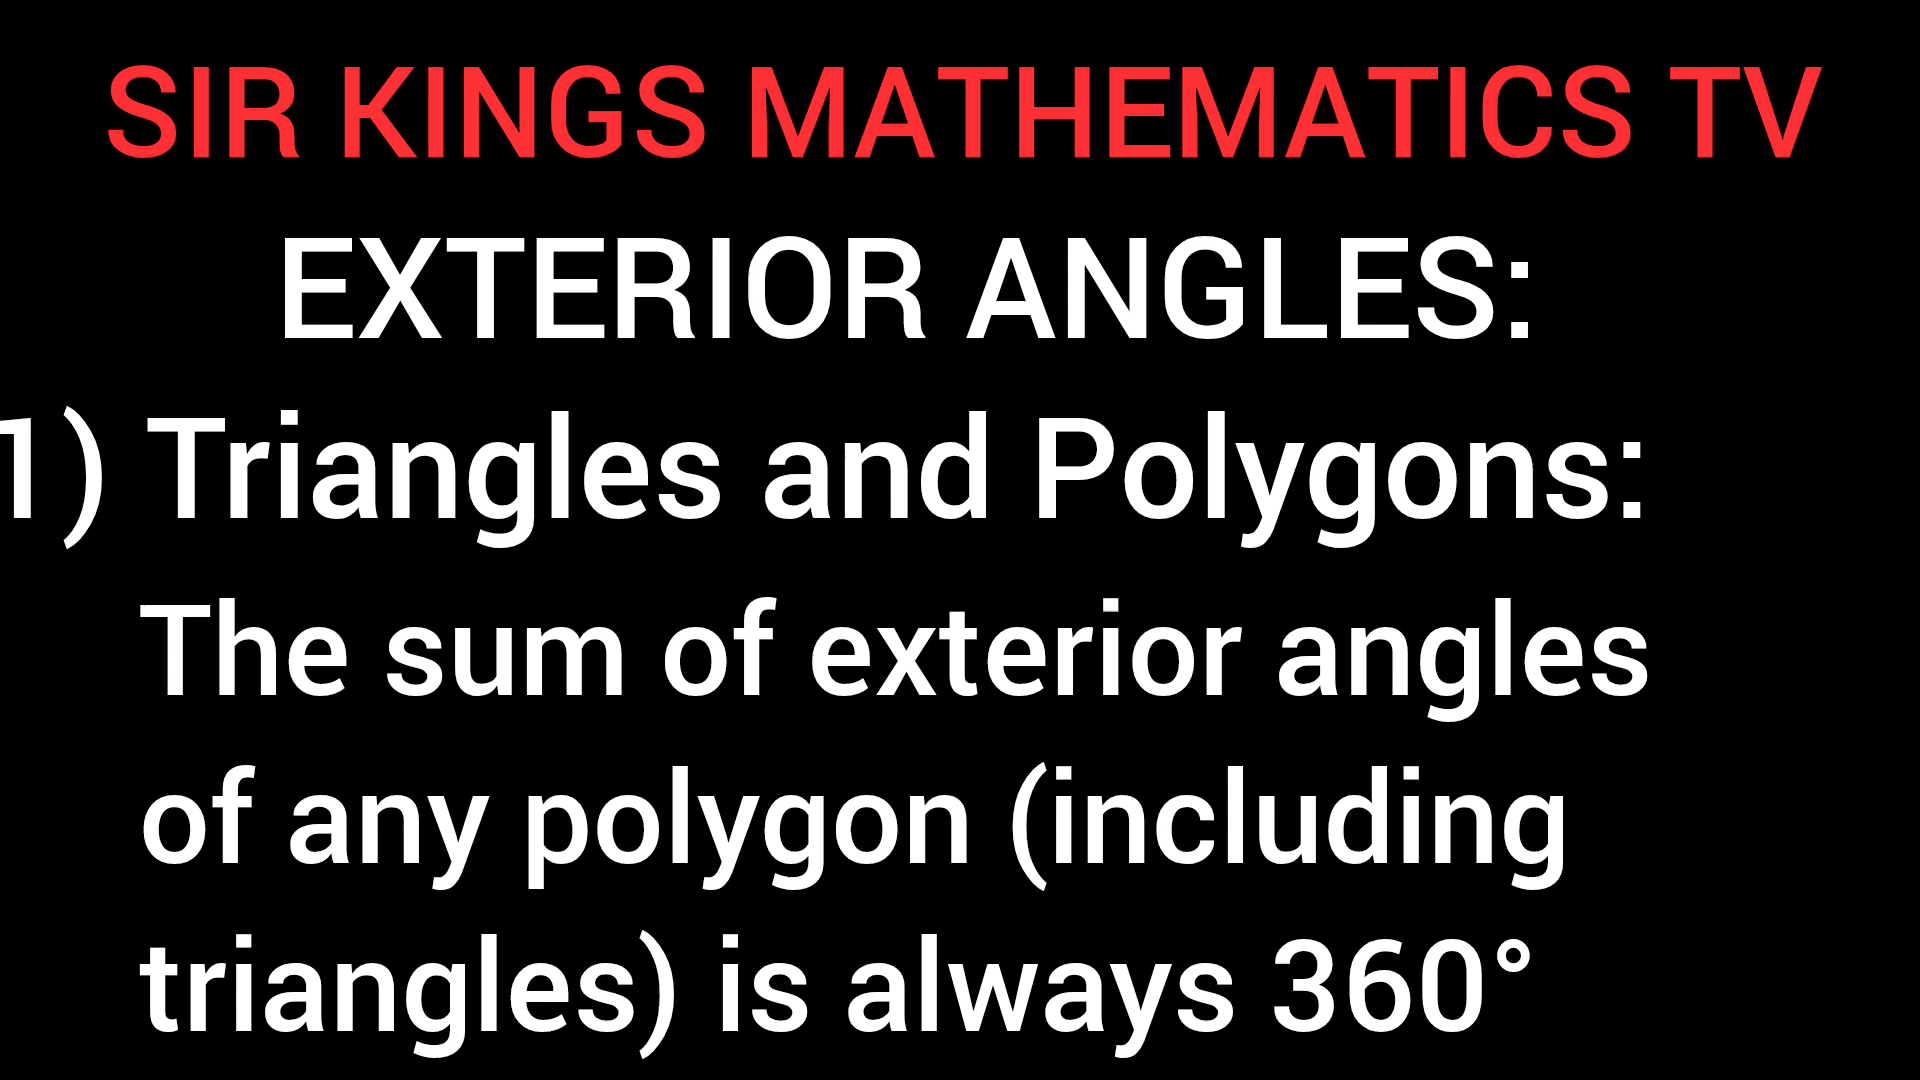 SIR KINGS MATHEMATICS TV
EXTERIOR ANGLES:
1) Triangles and Polygons:
The sum of exterior angles
of any polygon (including
triangles) is always 360°